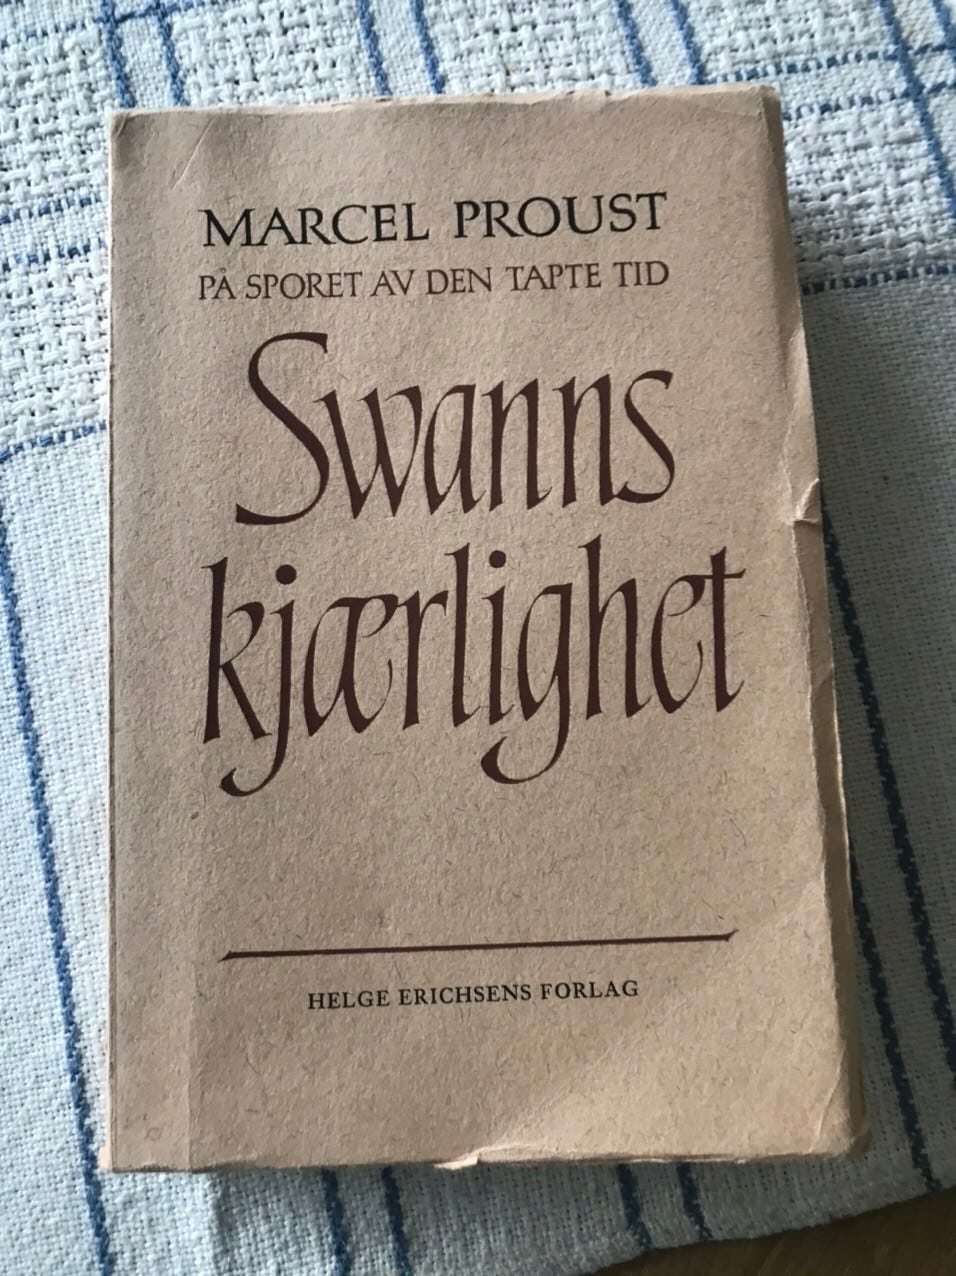 MARCEL PROUST
PÅ SPORET AV DEN TAPTE TID
Swanns
kjærlighet
HELGE ERICHSENS FORLAG